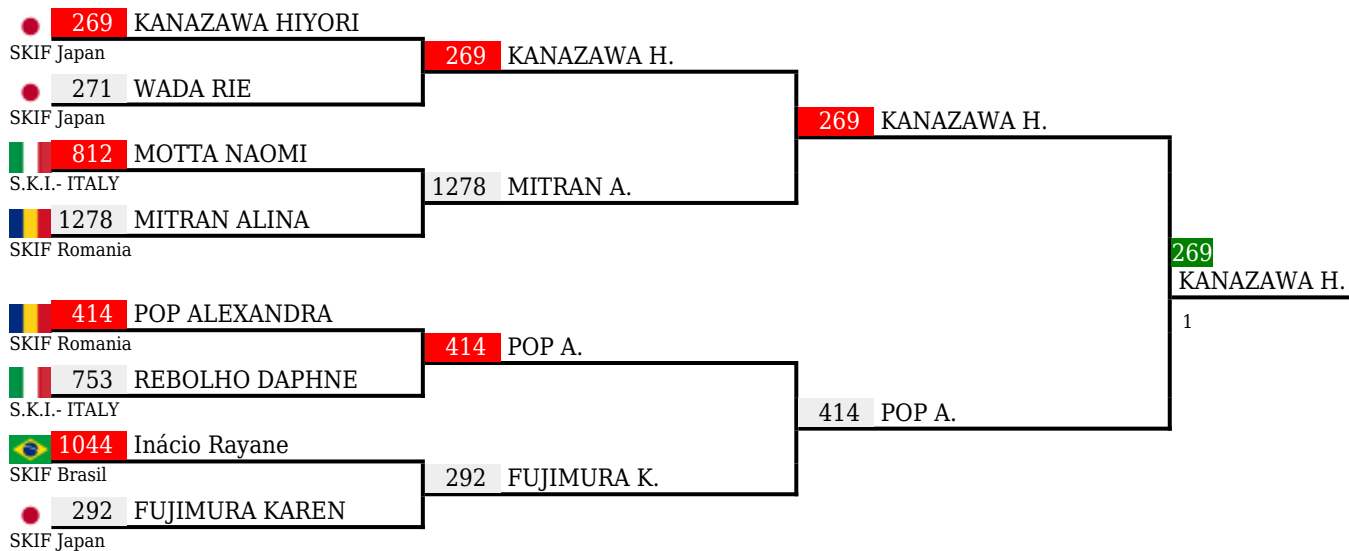 269 KANAZAWA HIYORI
SKIF Japan
269 KANAZAWA H.
271 WADA RIE
SKIF Japan
269 KANAZAWA H.
812 MOTTA NAOMI
S.K.I.- ITALY
1278 MITRAN A.
1278 MITRAN ALINA
SKIF Romania
269
KANAZAWA H.
1
414 POP ALEXANDRA
SKIF Romania
414 POP A.
753 REBOLHO DAPHNE
S.K.I.- ITALY
414 POP A.
1044 Inácio Rayane
SKIF Brasil
292 FUJIMURA K.
292 FUJIMURA KAREN
SKIF Japan